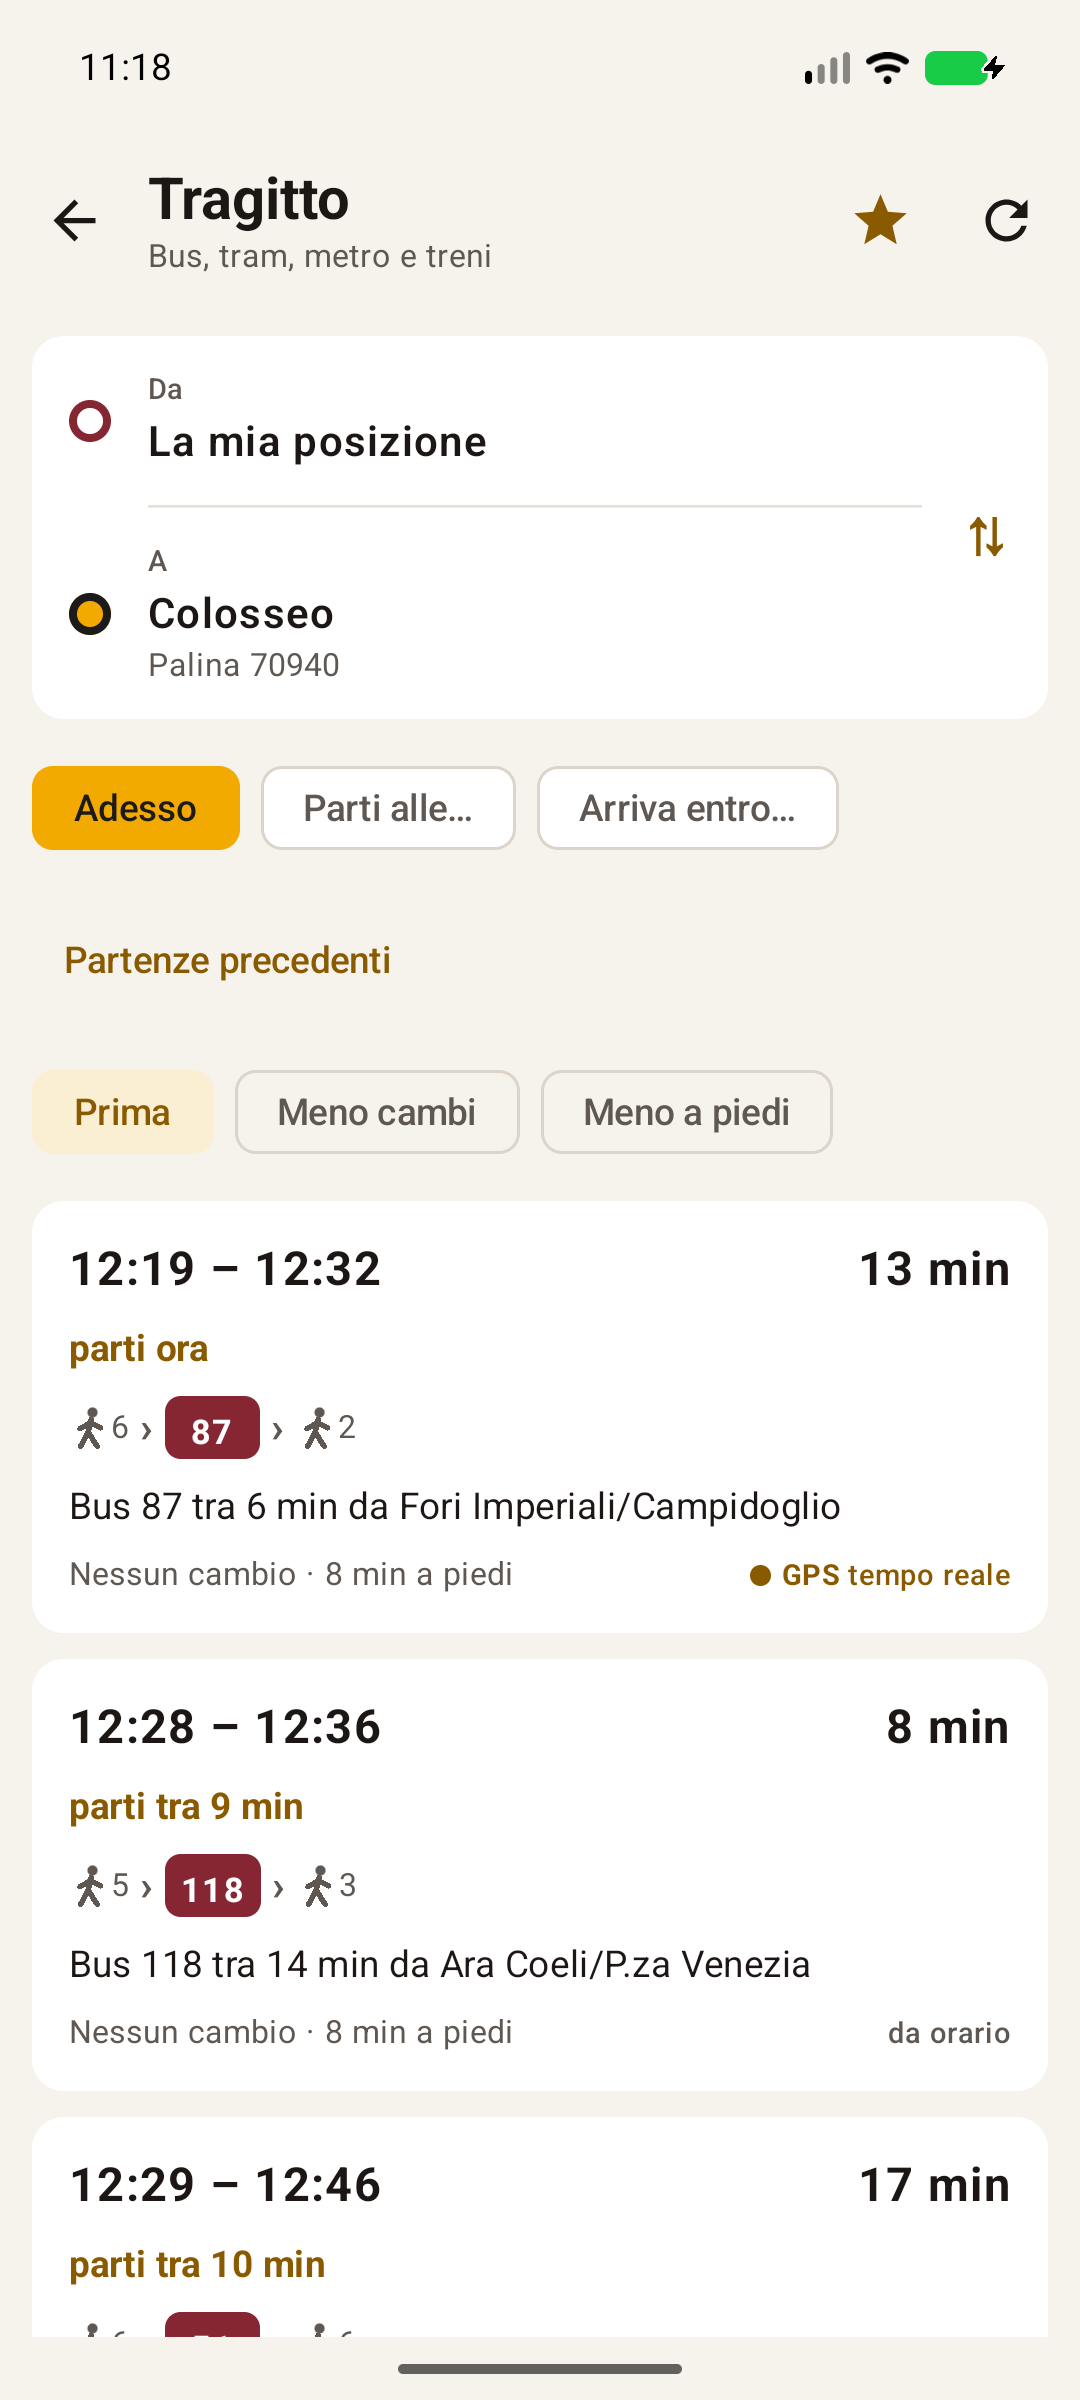 11:18
Tragitto
Bus, tram, metro e treni
Da
La mia posizione
A
Colosseo
Palina 70940
Adesso
Parti alle...
Arriva entro...
Partenze precedenti
Prima
Meno cambi
Meno a piedi
12:19 – 12:32
13 min
parti ora
6 › 87 › 2
Bus 87 tra 6 min da Fori Imperiali/Campidoglio
Nessun cambio · 8 min a piedi
GPS tempo reale
12:28 – 12:36
8 min
parti tra 9 min
5 › 118 › 3
Bus 118 tra 14 min da Ara Coeli/P.za Venezia
Nessun cambio · 8 min a piedi
da orario
12:29 – 12:46
17 min
parti tra 10 min